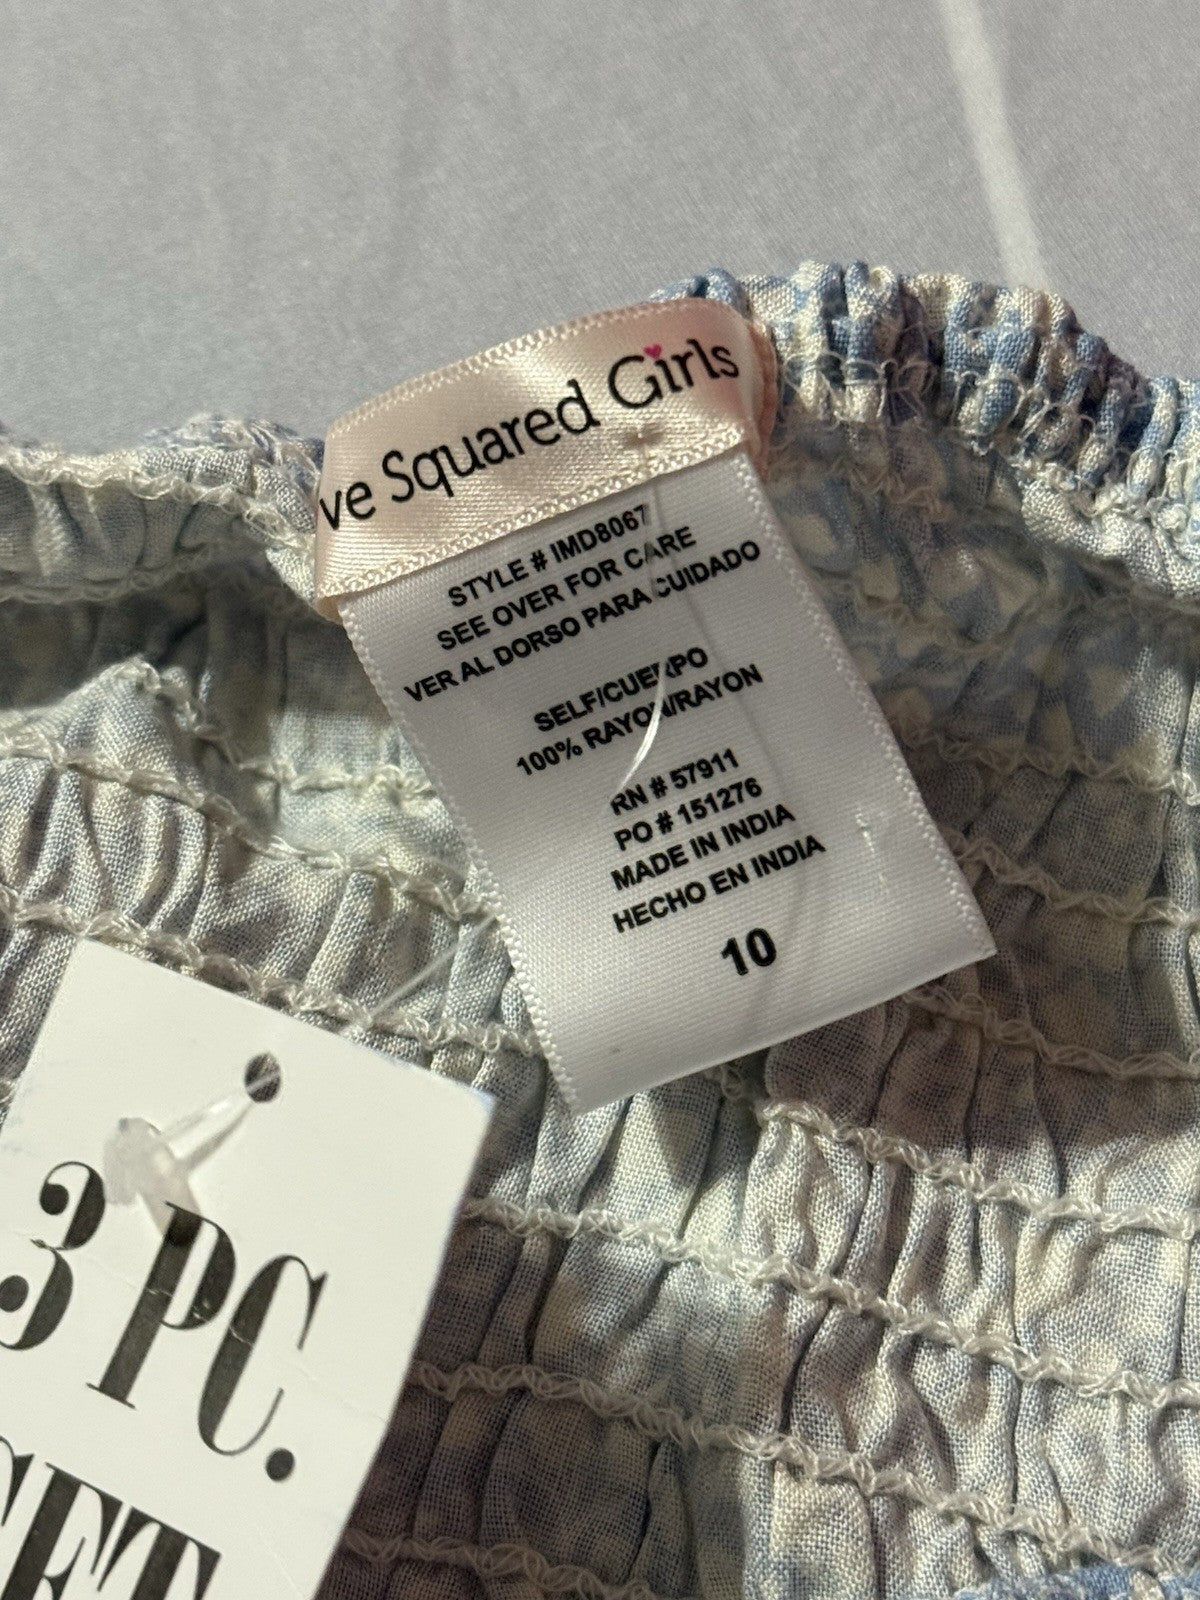 ve Squared Girls
STYLE # IMD8067
SEE OVER FOR CARE
VER AL DORSO PARA CUIDADO
SELF/CUERPO
100% RAYON/RAYON
RN # 57911
PO # 151276
MADE IN INDIA
HECHO EN INDIA
10
3 PC.
SET